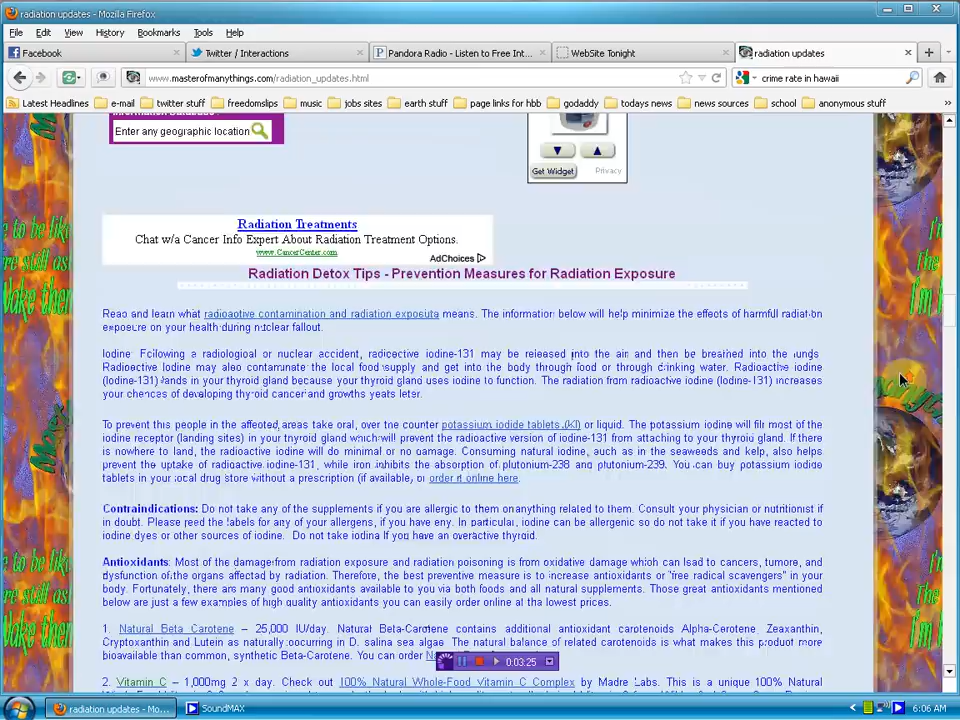 radiation updates - Mozilla Firefox
File Edit View History Bookmarks Tools Help
Facebook Twitter / Interactions Pandora Radio - Listen to Free Int... WebSite Tonight radiation updates
www.masterofmanythings.com/radiation_updates.html crime rate in hawaii
Latest Headlines e-mail twitter stuff freedomslips music jobs sites earth stuff page links for hbb godaddy todays news news sources school anonymous stuff
Enter any geographic location
Get Widget Privacy
Radiation Treatments
Chat w/a Cancer Info Expert About Radiation Treatment Options.
www.CancerCenter.com
AdChoices
Radiation Detox Tips - Prevention Measures for Radiation Exposure
Read and learn what radioactive contamination and radiation exposure means. The information below will help minimize the effects of harmful radiation
exposure on your health during nuclear fallout.
Iodine: Following a radiological or nuclear accident, radioactive iodine-131 may be released into the air and then be breathed into the lungs.
Radioactive Iodine may also contaminate the local food supply and get into the body through food or through drinking water. Radioactive iodine
(Iodine-131) lands in your thyroid gland because your thyroid gland uses iodine to function. The radiation from radioactive iodine (Iodine-131) increases
your chances of developing thyroid cancer and growths years later.
To prevent this people in the affected areas take oral, over the counter potassium iodide tablets (KI) or liquid. The potassium iodine will fill most of the
iodine receptor (landing sites) in your thyroid gland which will prevent the radioactive version of iodine-131 from attaching to your thyroid gland. If there
is nowhere to land, the radioactive iodine will do minimal or no damage. Consuming natural iodine, such as in the seaweeds and kelp, also helps
prevent the uptake of radioactive iodine-131, while iron inhibits the absorption of plutonium-238 and plutonium-239. You can buy potassium iodide
tablets in your local drug store without a prescription (if available, or order it online here.
Contraindications: Do not take any of the supplements if you are allergic to them or anything related to them. Consult your physician or nutritionist if
in doubt. Please read the labels for any of your allergens, if you have any. In particular, iodine can be allergenic so do not take it if you have reacted to
iodine dyes or other sources of iodine. Do not take iodine If you have an overactive thyroid.
Antioxidants: Most of the damage from radiation exposure and radiation poisoning is from oxidative damage which can lead to cancers, tumore, and
dysfunction of the organs affected by radiation. Therefore, the best preventive measure is to increase antioxidants or "free radical scavengers" in your
body. Fortunately, there are many good antioxidants available to you via both foods and all natural supplements. Those great antioxidants mentioned
below are just a few examples of high quality antioxidants you can easily order online at the lowest prices.
1. Natural Beta Carotene – 25,000 IU/day. Natural Beta-Carotene contains additional antioxidant carotenoids Alpha-Carotene, Zeaxanthin,
Cryptoxanthin and Lutein as naturally occurring in D. salina sea algae. The natural balance of related carotenoids is what makes this product more
bioavailable than common, synthetic Beta-Carotene. You can order
03:03:25
2. Vitamin C – 1,000mg 2 x day. Check out 100% Natural Whole-Food Vitamin C Complex by Madre Labs. This is a unique 100% Natural
radiation updates - Mo... SoundMAX 6:06 AM